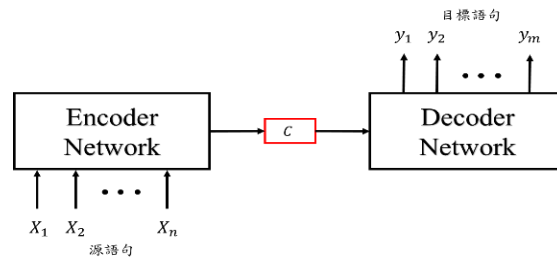 目標語句
y₁ y₂ • • • yₘ
Encoder
Network
C
Decoder
Network
X₁ X₂ • • • Xₙ
源語句